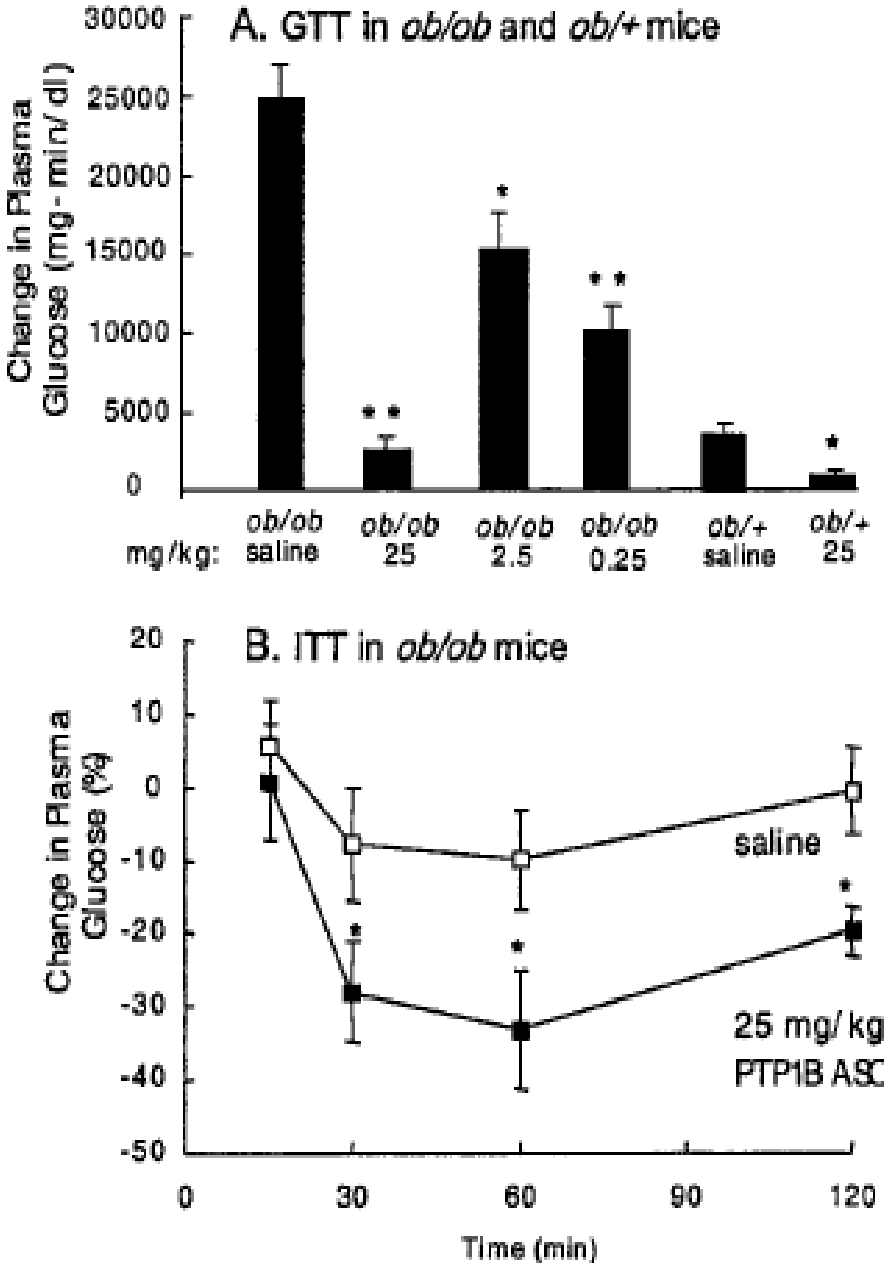 A. GTT in ob/ob and ob/+ mice
Change in Plasma
Glucose (mg-min/dl)
30000
25000
20000
15000
10000
5000
0
*
* *
* *
*
ob/ob ob/ob ob/ob ob/ob ob/+ ob/+
mg/kg: saline 25 2.5 0.25 saline 25
B. ITT in ob/ob mice
Change in Plasma
Glucose (%)
20
10
0
-10
-20
-30
-40
-50
saline
*
*
*
25 mg/kg
PTP1B ASO
0 30 60 90 120
Time (min)